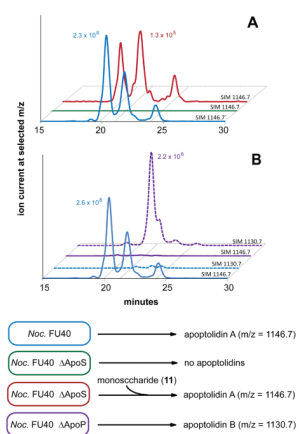 A
2.3 x 10⁶
1.3 x 10⁵
SIM 1146.7
SIM 1146.7
SIM 1146.7
15 20 25 30
ion current at selected m/z
B
2.2 x 10⁶
2.6 x 10⁶
SIM 1130.7
SIM 1146.7
SIM 1130.7
SIM 1146.7
15 20 25 30
minutes
Noc. FU40 apoptolidin A (m/z = 1146.7)
Noc. FU40 ΔApoS no apoptolidins
monosccharide (11)
Noc. FU40 ΔApoS apoptolidin A (m/z = 1146.7)
Noc. FU40 ΔApoP apoptolidin B (m/z = 1130.7)